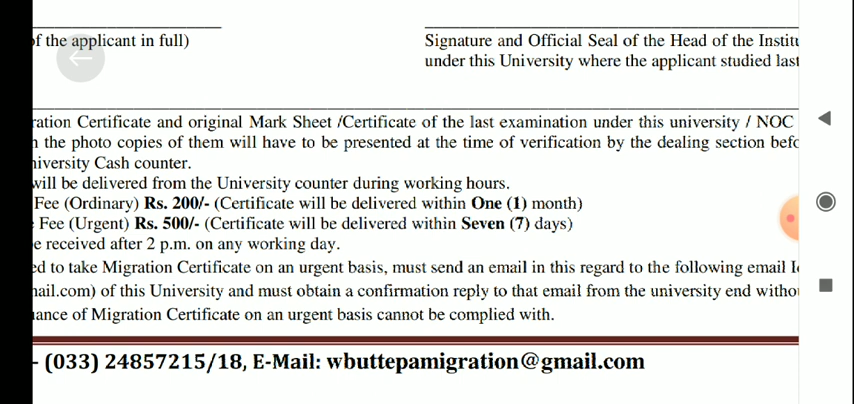 of the applicant in full)
Signature and Official Seal of the Head of the Institu
under this University where the applicant studied last
ration Certificate and original Mark Sheet /Certificate of the last examination under this university / NOC
the photo copies of them will have to be presented at the time of verification by the dealing section befo
niversity Cash counter.
will be delivered from the University counter during working hours.
Fee (Ordinary) Rs. 200/- (Certificate will be delivered within One (1) month)
Fee (Urgent) Rs. 500/- (Certificate will be delivered within Seven (7) days)
e received after 2 p.m. on any working day.
ed to take Migration Certificate on an urgent basis, must send an email in this regard to the following email I
mail.com) of this University and must obtain a confirmation reply to that email from the university end witho
uance of Migration Certificate on an urgent basis cannot be complied with.
- (033) 24857215/18, E-Mail: wbuttepamigration@gmail.com